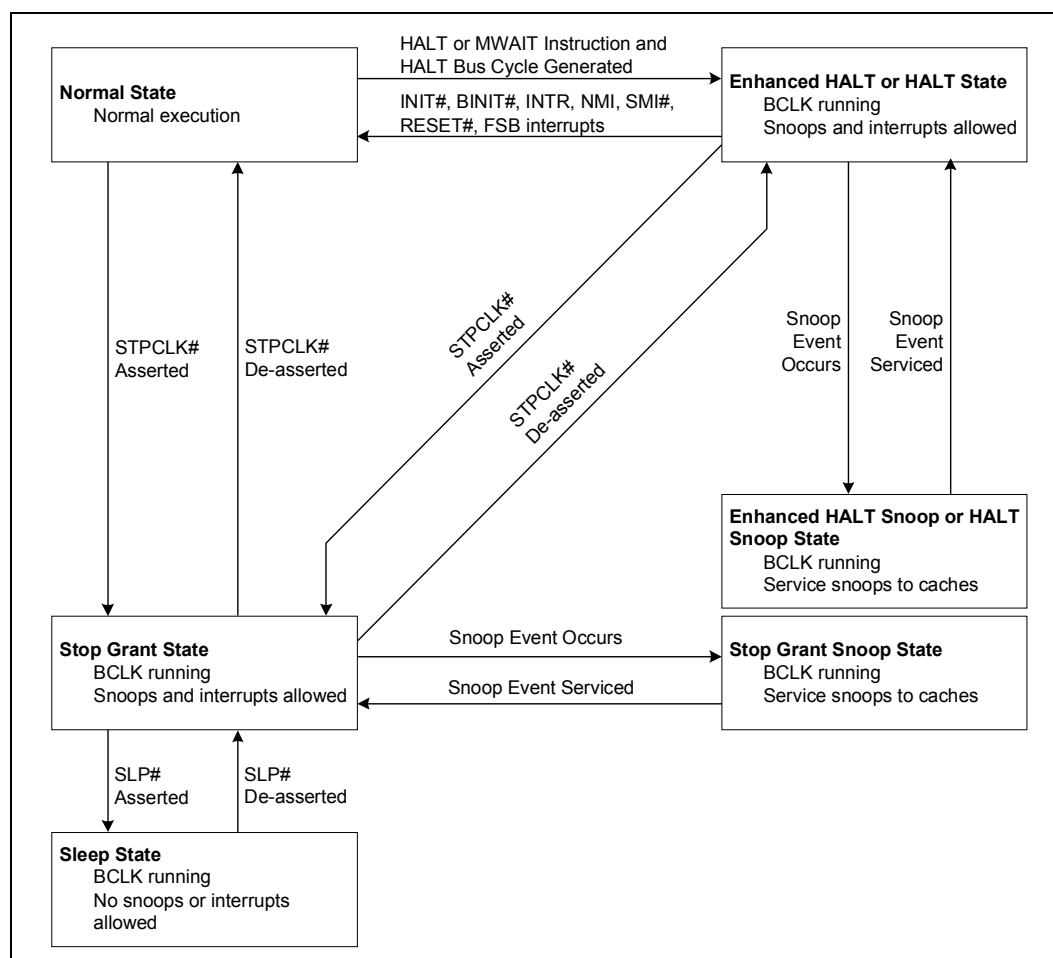 HALT or MWAIT Instruction and
HALT Bus Cycle Generated
Normal State
Normal execution
INIT#, BINIT#, INTR, NMI, SMI#,
RESET#, FSB interrupts
Enhanced HALT or HALT State
BCLK running
Snoops and interrupts allowed
STPCLK#
Asserted
STPCLK#
De-asserted
STPCLK#
Asserted
STPCLK#
De-asserted
Snoop
Event
Occurs
Snoop
Event
Serviced
Enhanced HALT Snoop or HALT
Snoop State
BCLK running
Service snoops to caches
Stop Grant State
BCLK running
Snoops and interrupts allowed
Snoop Event Occurs
Snoop Event Serviced
Stop Grant Snoop State
BCLK running
Service snoops to caches
SLP#
Asserted
SLP#
De-asserted
Sleep State
BCLK running
No snoops or interrupts
allowed